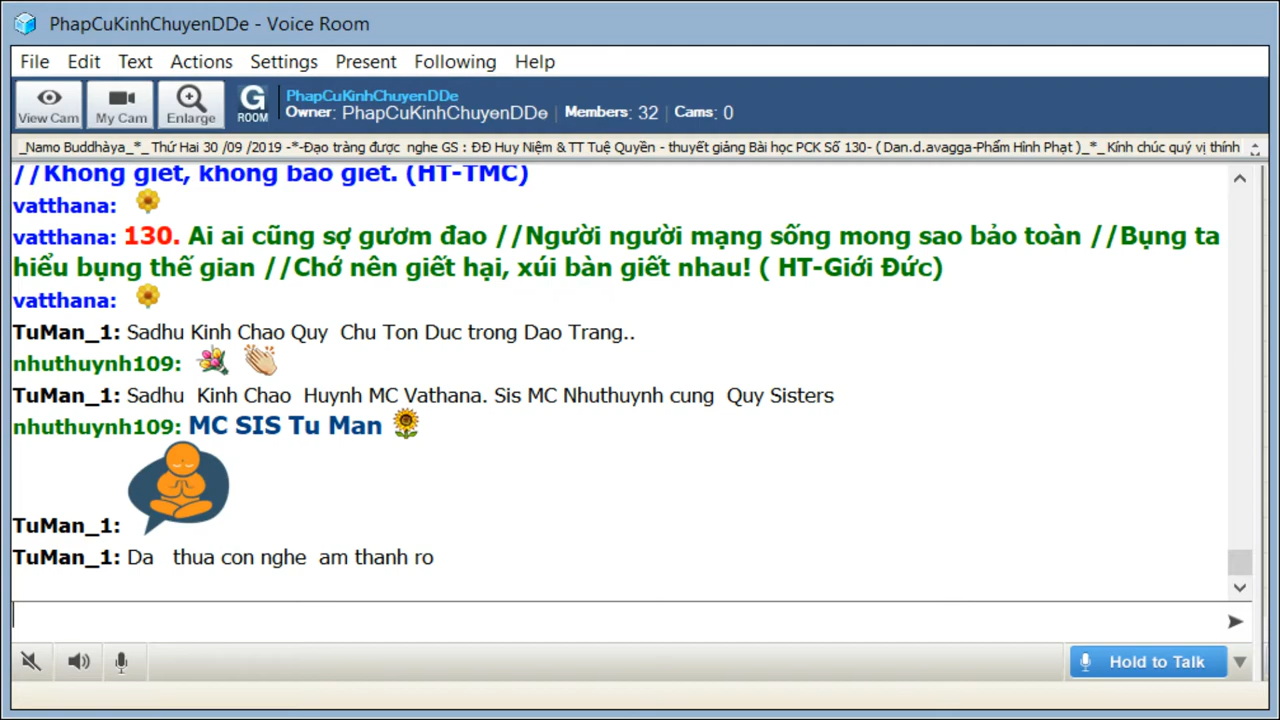 PhapCuKinhChuyenDDe - Voice Room
File Edit Text Actions Settings Present Following Help
View Cam My Cam Enlarge G ROOM PhapCuKinhChuyenDDe
Owner: PhapCuKinhChuyenDDe | Members: 32 | Cams: 0
_Namo Buddhàya_*_ Thứ Hai 30 /09 /2019 -*-Đạo tràng được nghe GS : ĐĐ Huy Niệm & TT Tuệ Quyền - thuyết giảng Bài học PCK Số 130- ( Dan.d.avagga-Phẩm Hình Phạt )_*_ Kính chúc quý vị thính
//Không giết, không bảo giết. (HT-TMC)
vatthana:
vatthana: 130. Ai ai cũng sợ gươm đao //Người người mạng sống mong sao bảo toàn //Bụng ta
hiểu bụng thế gian //Chớ nên giết hại, xúi bàn giết nhau! ( HT-Giới Đức)
vatthana:
TuMan_1: Sadhu Kinh Chao Quy Chu Ton Duc trong Dao Trang..
nhuthuynh109:
TuMan_1: Sadhu Kinh Chao Huynh MC Vathana. Sis MC Nhuthuynh cung Quy Sisters
nhuthuynh109: MC SIS Tu Man
TuMan_1:
TuMan_1: Da thua con nghe am thanh ro
Hold to Talk